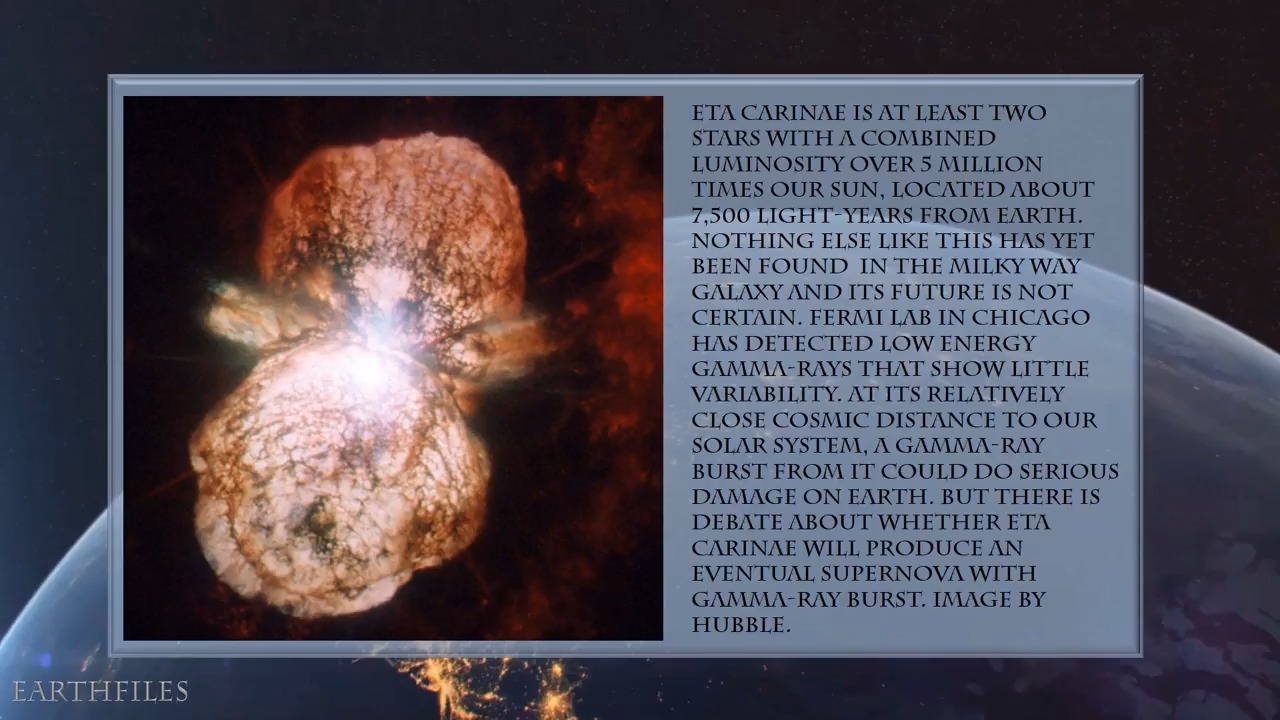 ETA CARINAE IS AT LEAST TWO
STARS WITH A COMBINED
LUMINOSITY OVER 5 MILLION
TIMES OUR SUN, LOCATED ABOUT
7,500 LIGHT-YEARS FROM EARTH.
NOTHING ELSE LIKE THIS HAS YET
BEEN FOUND IN THE MILKY WAY
GALAXY AND ITS FUTURE IS NOT
CERTAIN. FERMI LAB IN CHICAGO
HAS DETECTED LOW ENERGY
GAMMA-RAYS THAT SHOW LITTLE
VARIABILITY. AT ITS RELATIVELY
CLOSE COSMIC DISTANCE TO OUR
SOLAR SYSTEM, A GAMMA-RAY
BURST FROM IT COULD DO SERIOUS
DAMAGE ON EARTH. BUT THERE IS
DEBATE ABOUT WHETHER ETA
CARINAE WILL PRODUCE AN
EVENTUAL SUPERNOVA WITH
GAMMA-RAY BURST. IMAGE BY
HUBBLE.
EARTHFILES